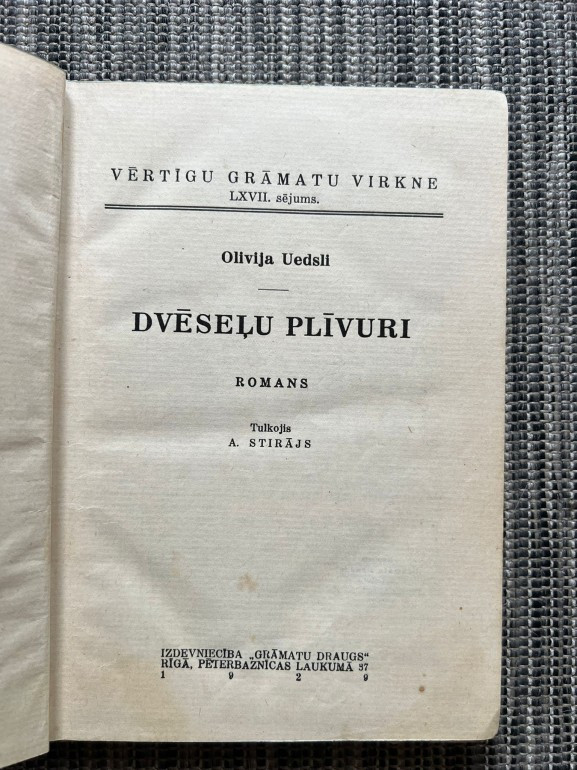 VĒRTĪGU GRĀMATU VIRKNE
LXVII. sējums.
Olivija Uedsli
DVĒSEĻU PLĪVURI
ROMANS
Tulkojis
A. STIRĀJS
IZDEVNIECĪBA „GRĀMATU DRAUGS“
RĪGĀ, PĒTERBAZNĪCAS LAUKUMĀ 37
1 9 2 9